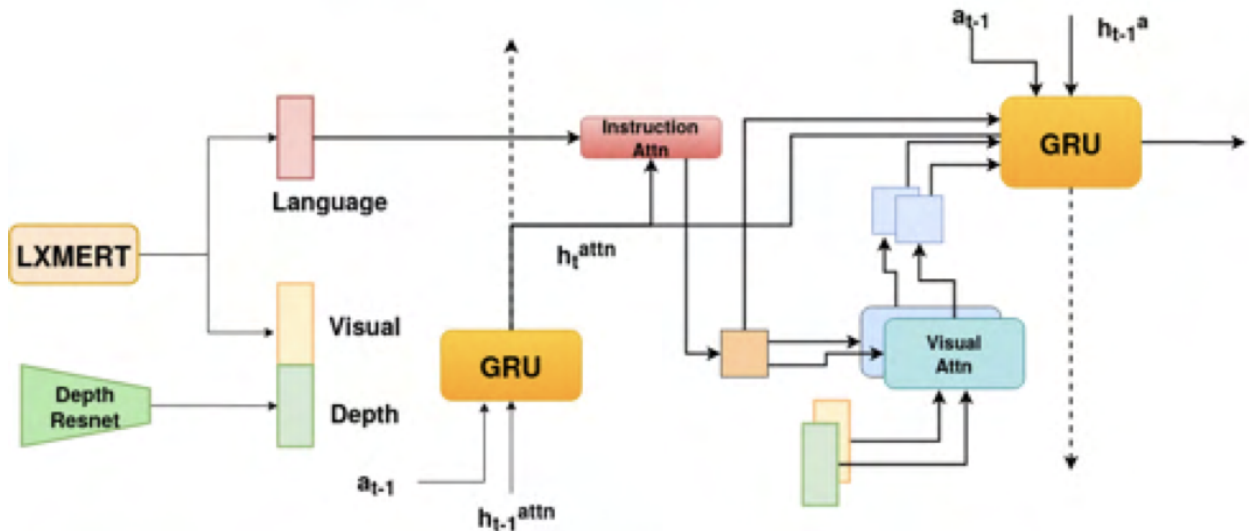 a_{t-1}
h_{t-1}^a
Instruction
Attn
GRU
Language
LXMERT
h_t^{attn}
Visual
GRU
Visual
Attn
Depth
Resnet
Depth
a_{t-1}
h_{t-1}^{attn}